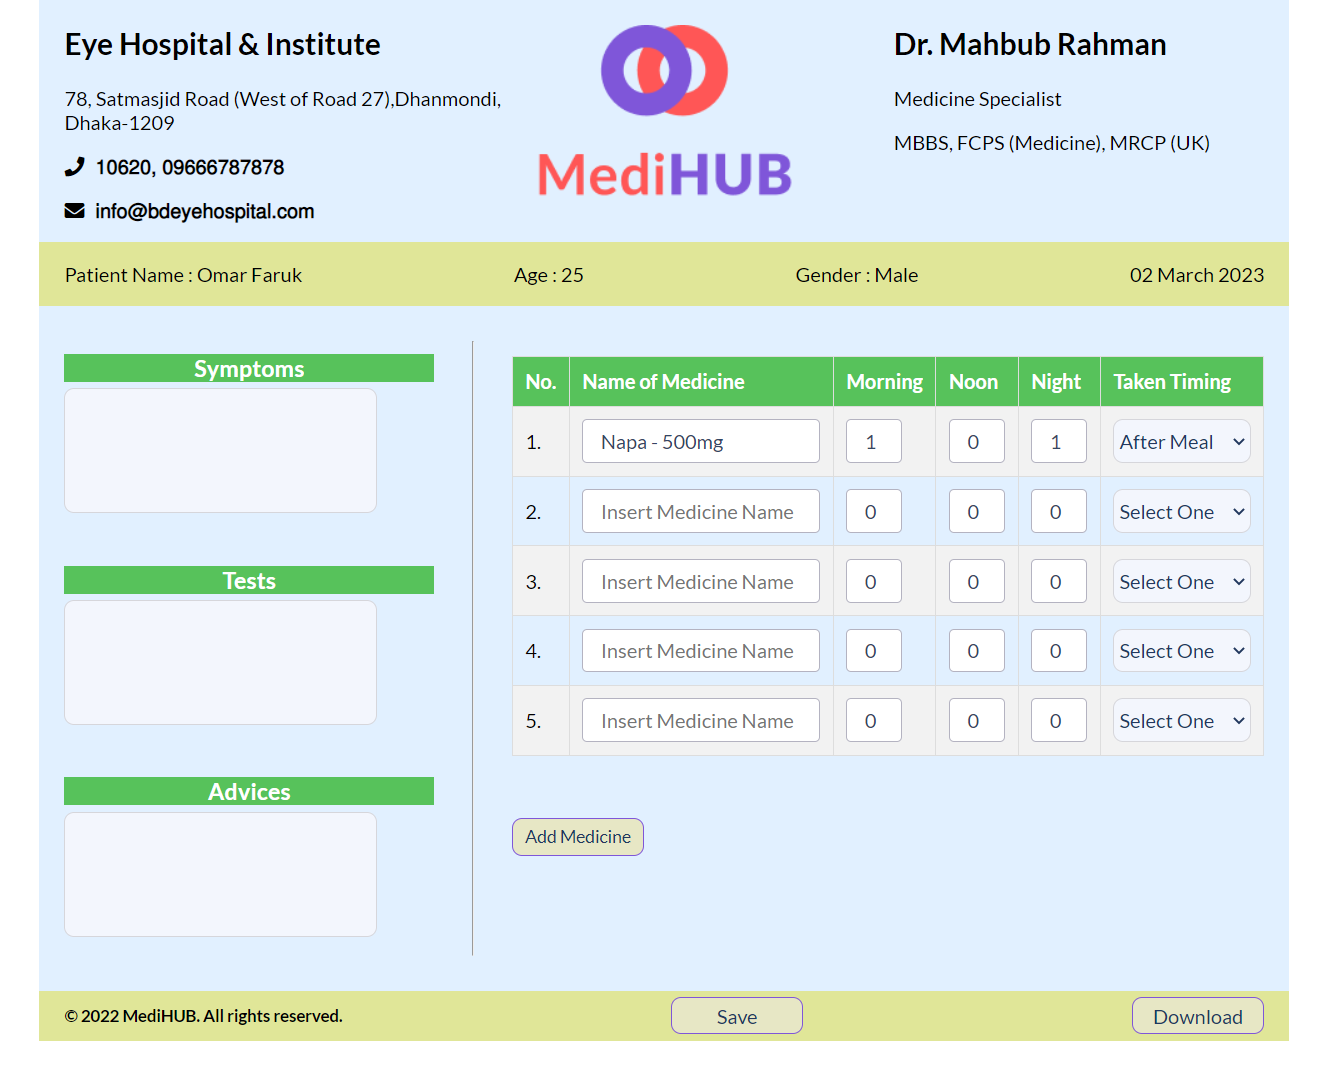 Eye Hospital & Institute
78, Satmasjid Road (West of Road 27),Dhanmondi,
Dhaka-1209
10620, 09666787878
info@bdeyehospital.com
MediHUB
Dr. Mahbub Rahman
Medicine Specialist
MBBS, FCPS (Medicine), MRCP (UK)
Patient Name : Omar Faruk Age : 25 Gender : Male 02 March 2023
Symptoms
Tests
Advices
No. Name of Medicine Morning Noon Night Taken Timing
1. Napa - 500mg 1 0 1 After Meal
2. Insert Medicine Name 0 0 0 Select One
3. Insert Medicine Name 0 0 0 Select One
4. Insert Medicine Name 0 0 0 Select One
5. Insert Medicine Name 0 0 0 Select One
Add Medicine
© 2022 MediHUB. All rights reserved. Save Download